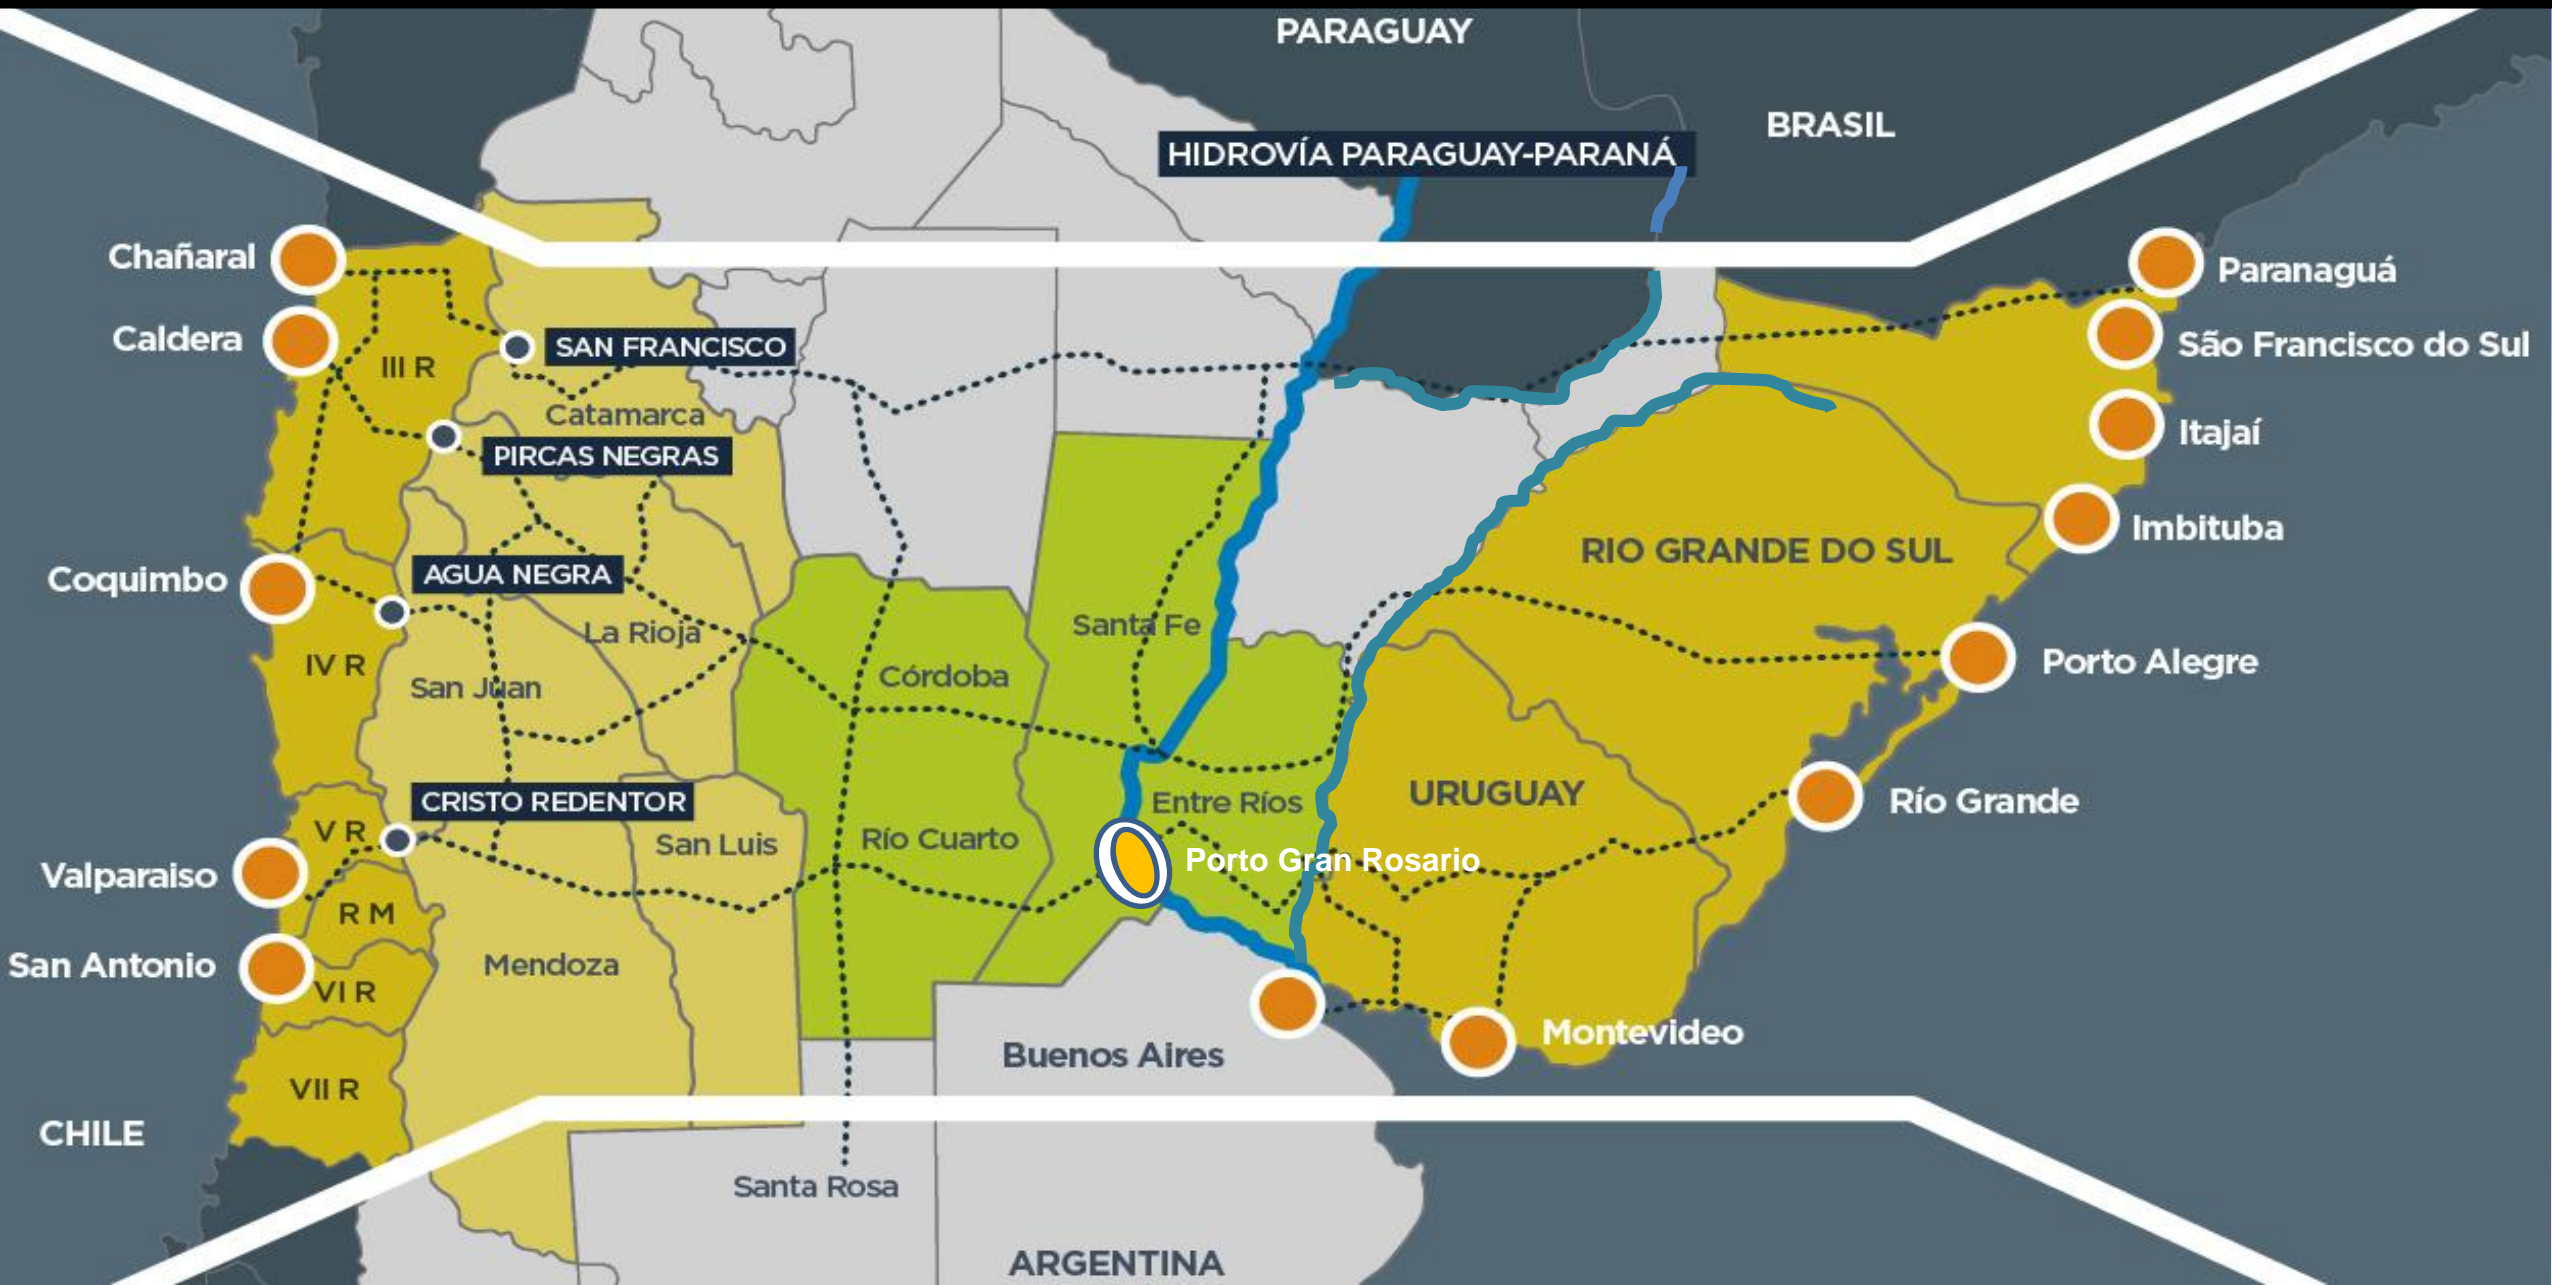 PARAGUAY
BRASIL
HIDROVÍA PARAGUAY-PARANÁ
Chañaral
Paranaguá
Caldera
SAN FRANCISCO
São Francisco do Sul
III R
Catamarca
Itajaí
PIRCAS NEGRAS
Imbituba
RIO GRANDE DO SUL
Coquimbo
AGUA NEGRA
Santa Fe
La Rioja
IV R
Porto Alegre
San Juan
Córdoba
CRISTO REDENTOR
Entre Ríos
URUGUAY
Río Grande
V R
San Luis
Río Cuarto
Porto Gran Rosario
Valparaiso
R M
San Antonio
Mendoza
VI R
Montevideo
Buenos Aires
VII R
CHILE
Santa Rosa
ARGENTINA